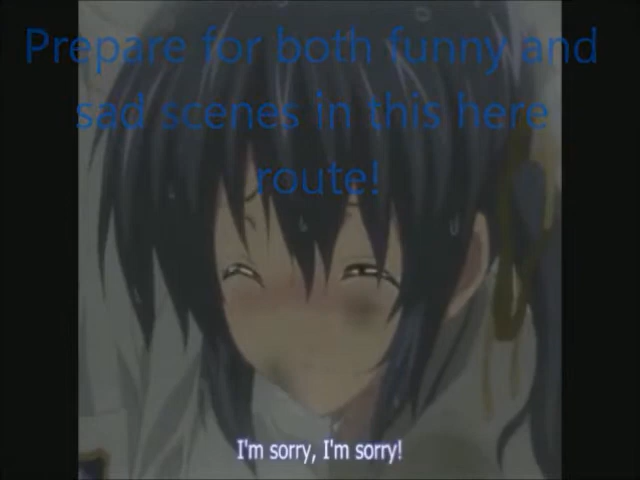 Prepare for both funny and
sad scenes in this here
route!
I'm sorry, I'm sorry!